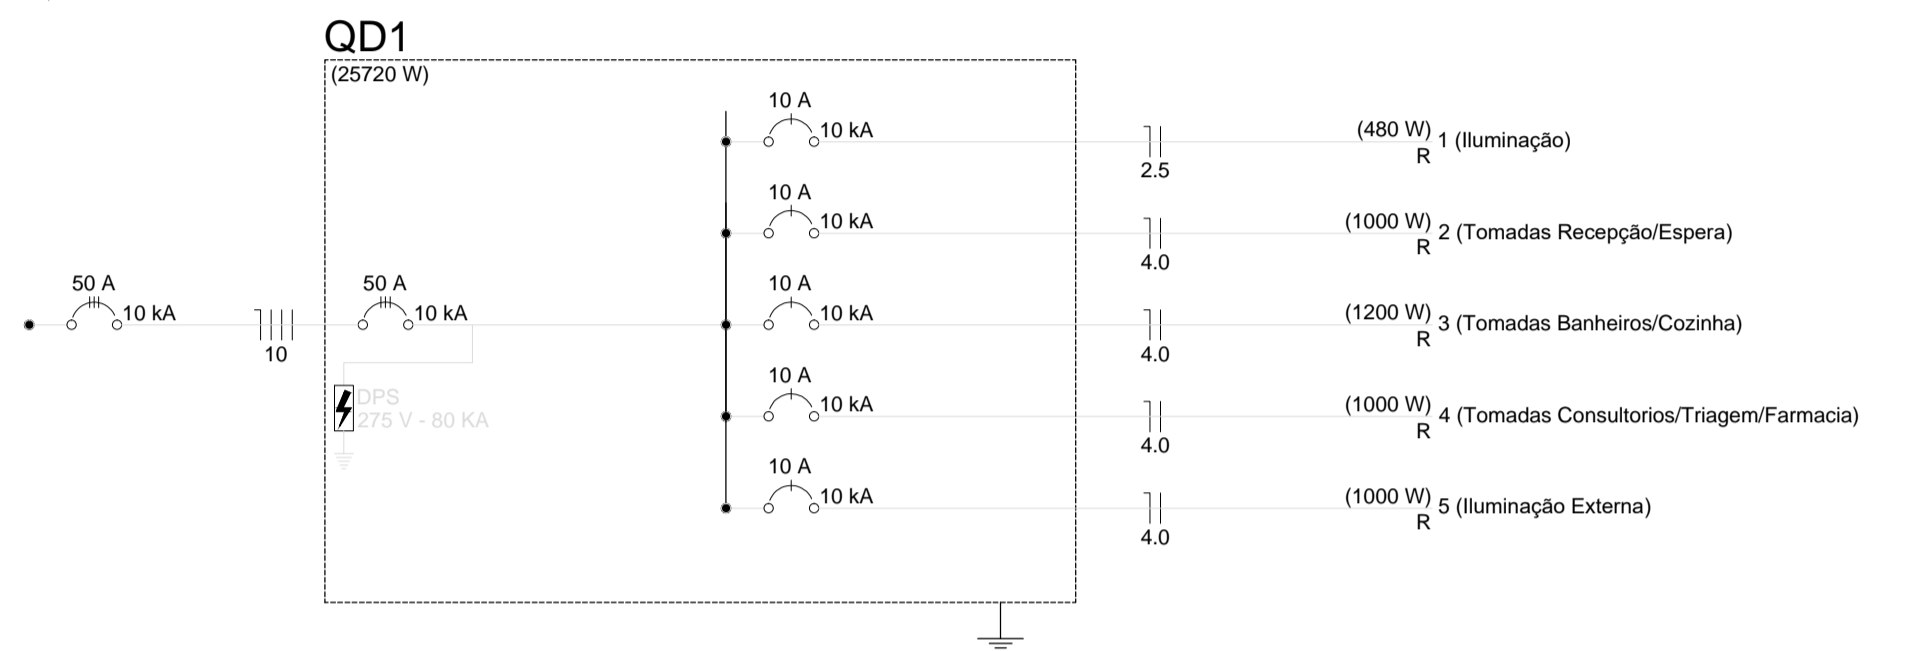 QD1
(25720 W)
10 A
10 kA
2.5
(480 W)
R
1 (Iluminação)
10 A
10 kA
4.0
(1000 W)
R
2 (Tomadas Recepção/Espera)
50 A
10 kA
10
50 A
10 kA
10 A
10 kA
4.0
(1200 W)
R
3 (Tomadas Banheiros/Cozinha)
DPS
275 V - 80 KA
10 A
10 kA
4.0
(1000 W)
R
4 (Tomadas Consultorios/Triagem/Farmacia)
10 A
10 kA
4.0
(1000 W)
R
5 (Iluminação Externa)